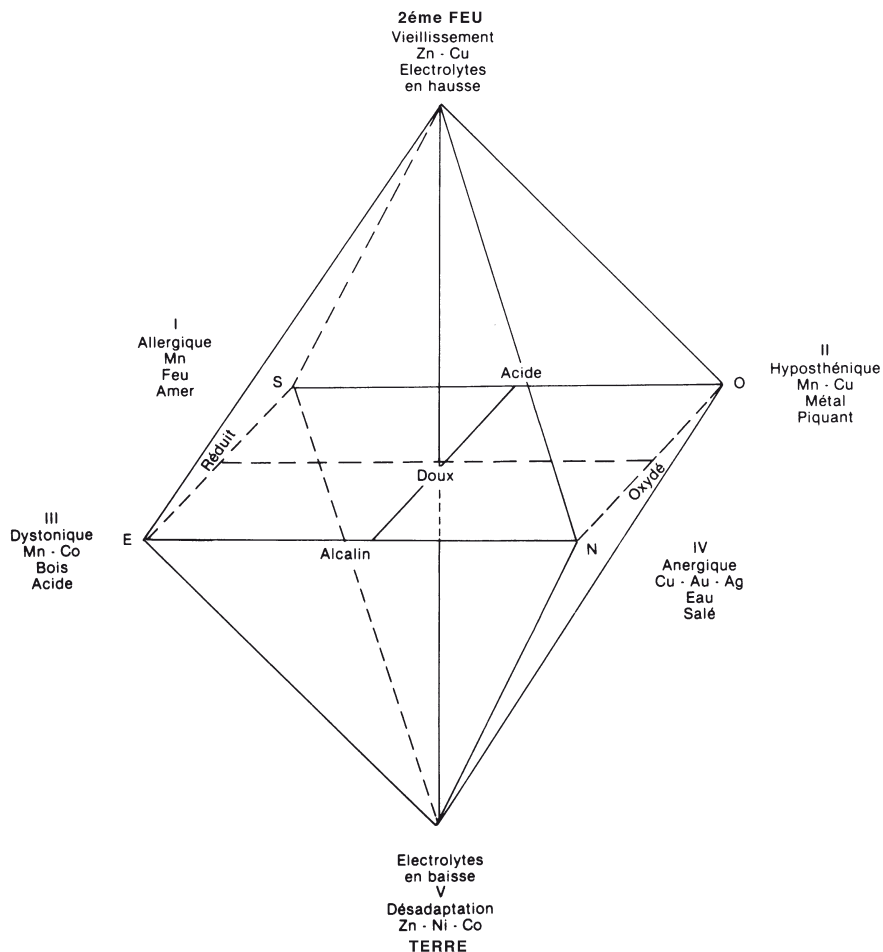 2éme FEU
Vieillissement
Zn - Cu
Electrolytes
en hausse
I
Allergique
Mn
Feu
Amer
S
Acide
O
II
Hyposthénique
Mn - Cu
Métal
Piquant
Réduit
Doux
Oxydé
III
Dystonique
Mn - Co
Bois
Acide
E
Alcalin
N
IV
Anergique
Cu - Au - Ag
Eau
Salé
Electrolytes
en baisse
V
Désadaptation
Zn - Ni - Co
TERRE